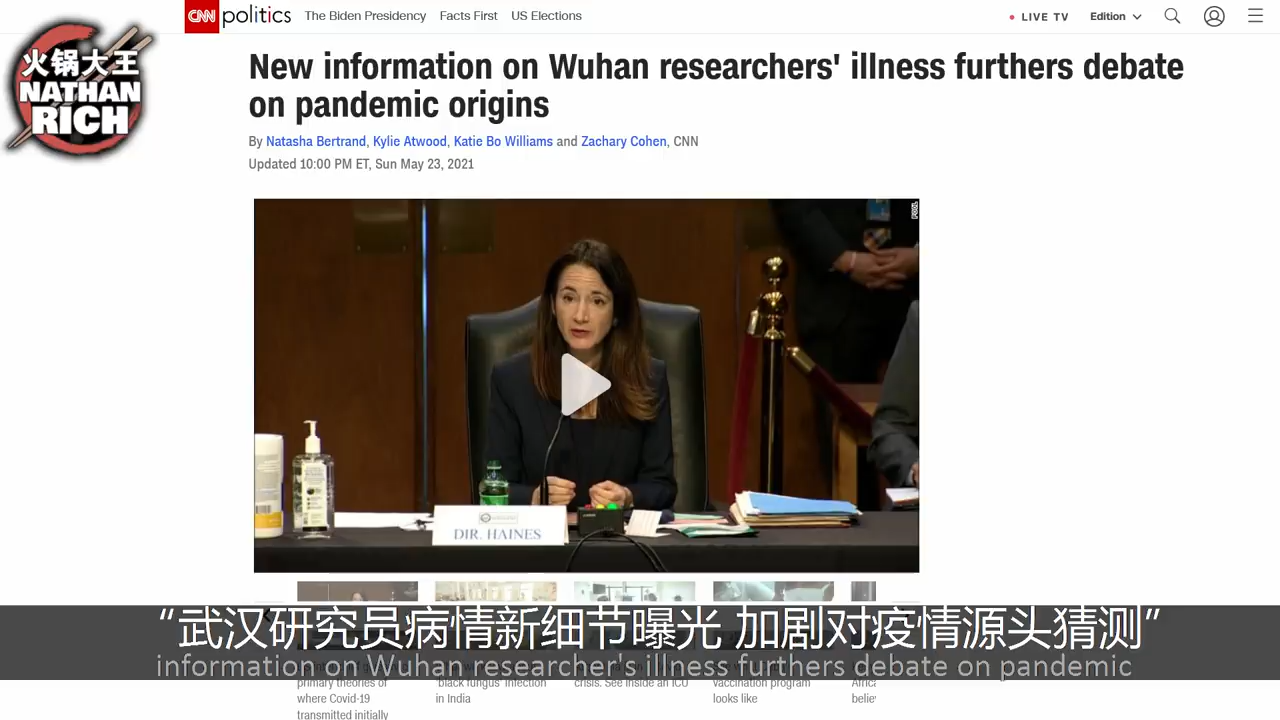 CNN politics The Biden Presidency Facts First US Elections LIVE TV Edition
火锅大王
NATHAN
RICH
New information on Wuhan researchers' illness furthers debate
on pandemic origins
By Natasha Bertrand, Kylie Atwood, Katie Bo Williams and Zachary Cohen, CNN
Updated 10:00 PM ET, Sun May 23, 2021
POOL
DIR. HAINES
“武汉研究员病情新细节曝光 加剧对疫情源头猜测”
information on Wuhan researcher's illness furthers debate on pandemic
primary theories of
where Covid-19
transmitted initially
'black fungus' infection
in India
crisis. See inside an ICU
vaccination program
looks like
Afric
believ